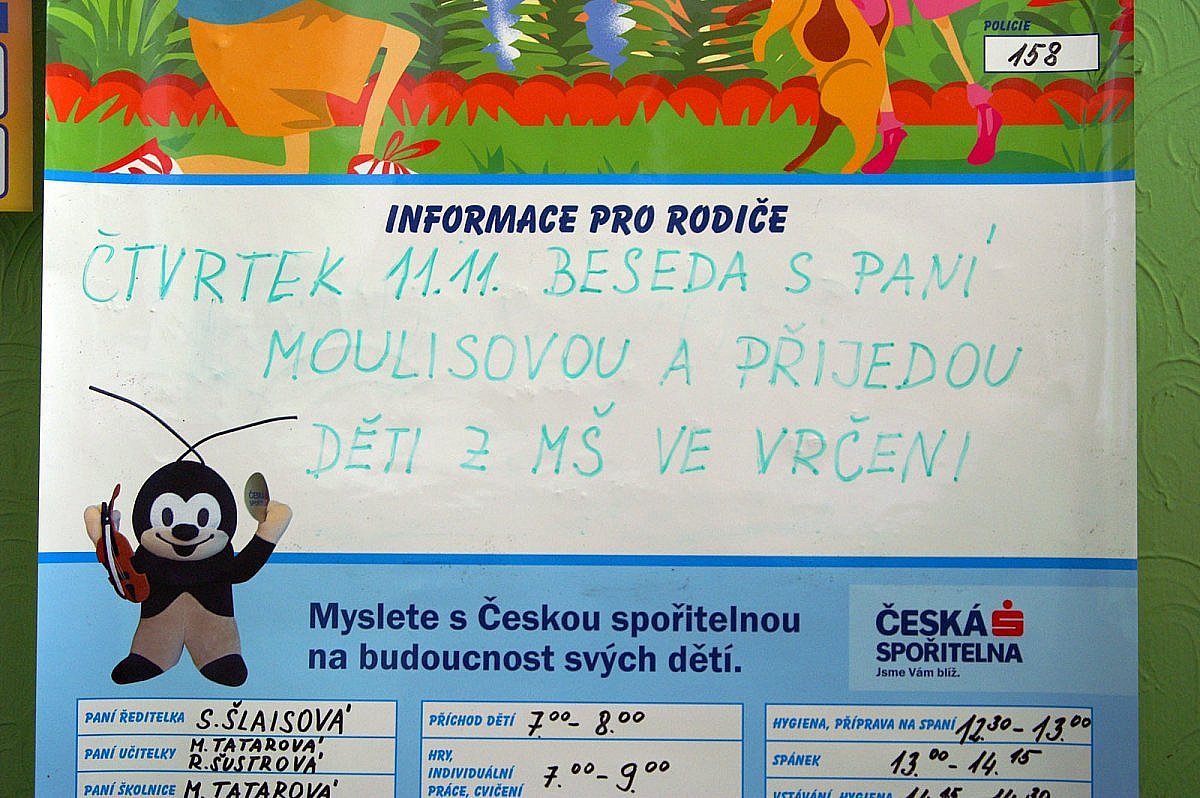 POLICIE
158
INFORMACE PRO RODIČE
ČTVRTEK 11.11. BESEDA S PANÍ
MOULISOVOU A PŘIJEDOU
DĚTI Z MŠ VE VRČENI
Myslete s Českou spořitelnou
na budoucnost svých dětí.
ČESKÁ
SPOŘITELNA
Jsme Vám blíž.
PANÍ ŘEDITELKA S. ŠLAISOVÁ
PANÍ UČITELKY M. TATAROVÁ
R. ŠUSTROVÁ
PANÍ ŠKOLNICE M. TATAROVÁ
PŘÍCHOD DĚTÍ 7.00 - 8.00
HRY,
INDIVIDUÁLNÍ
PRÁCE, CVIČENÍ 7.00 - 9.00
HYGIENA, PŘÍPRAVA NA SPANÍ 12.30 - 13.00
SPÁNEK 13.00 - 14.15
VSTÁVÁNÍ, HYGIENA